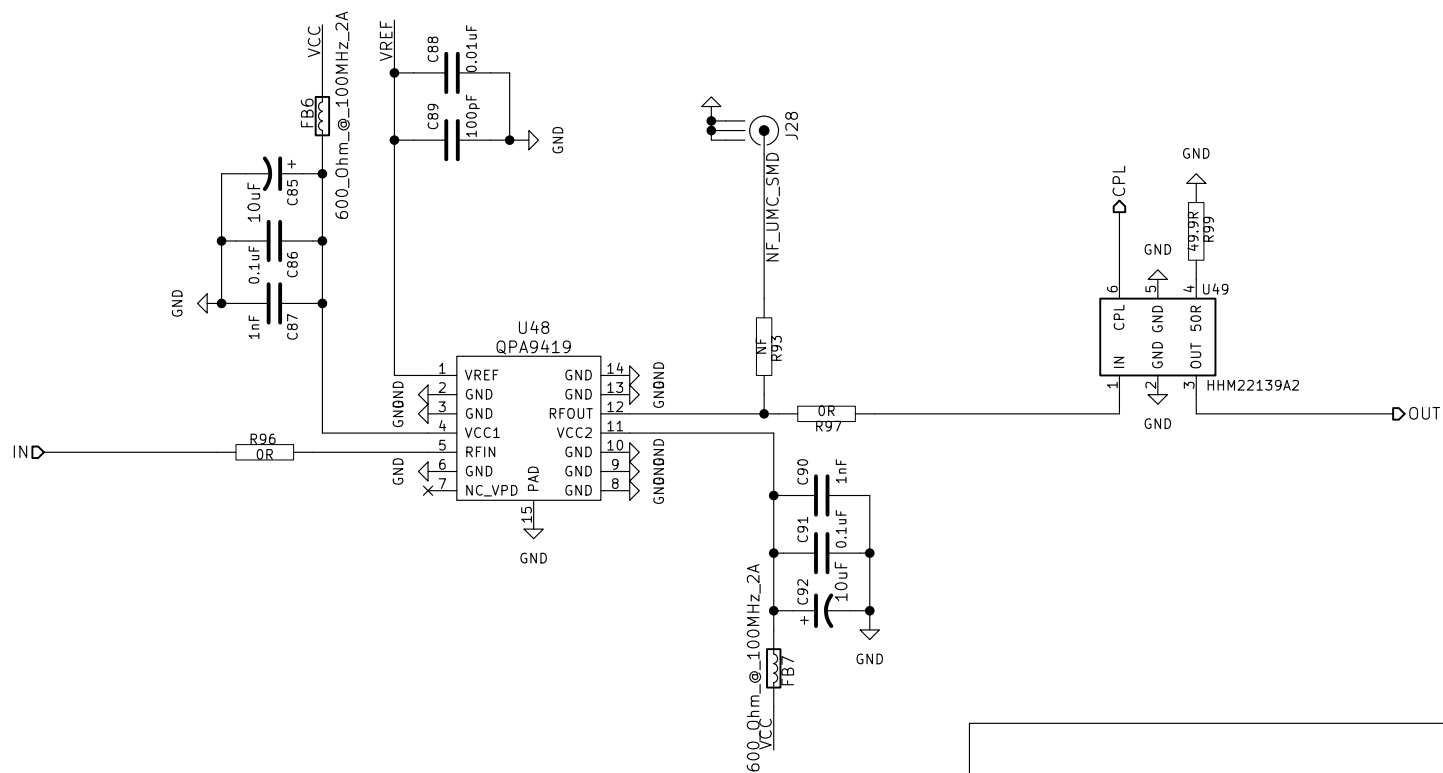 VCC
600_Ohm_@_100MHz_2A
FB6
VREF
C88
0.01uF
C89
100pF
GND
10uF
+
C85
0.1uF
C86
1nF
C87
GND
J28
NF_UMC_SMD
NF
R93
CPL
GND
49.9R
R99
GND
U49
6
5
4
CPL
GND
50R
IN
GND
OUT
1
2
3
HHM22139A2
GND
OUT
U48
QPA9419
1 VREF
2 GND
3 GND
4 VCC1
5 RFIN
6 GND
7 NC_VPD
GND 14
GND 13
RFOUT 12
VCC2 11
GND 10
GND 9
GND 8
PAD
15
GND
GND
GND
GND
GND
GND
GND
GND
GND
IN
R96
0R
0R
R97
C90
1nF
C91
0.1uF
C92
10uF
+
GND
600_Ohm_@_100MHz_2A
FB7
VCC